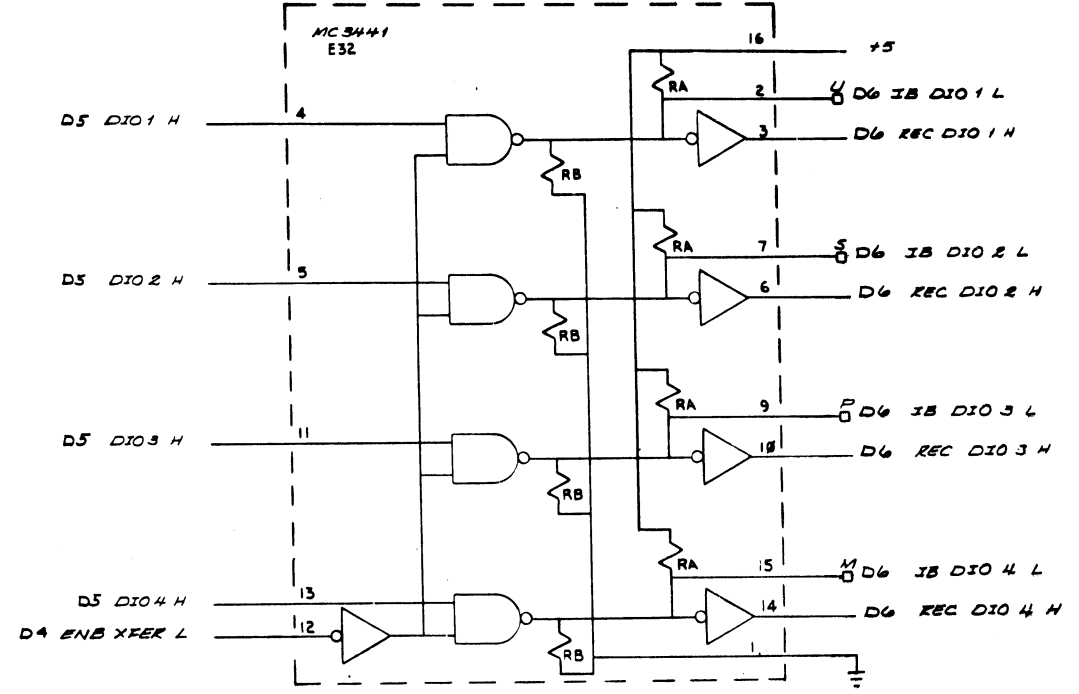 MC3441
E32
16 +5
RA
2 U D6 IB DIO 1 L
D5 DIO 1 H 4
3 D6 REC DIO 1 H
RB
RA
7 S D6 IB DIO 2 L
D5 DIO 2 H 5
6 D6 REC DIO 2 H
RB
RA
9 P D6 IB DIO 3 L
D5 DIO 3 H 11
10 D6 REC DIO 3 H
RB
RA
15 M D6 IB DIO 4 L
D5 DIO 4 H 13
14 D6 REC DIO 4 H
D4 ENB XFER L 12
RB
1